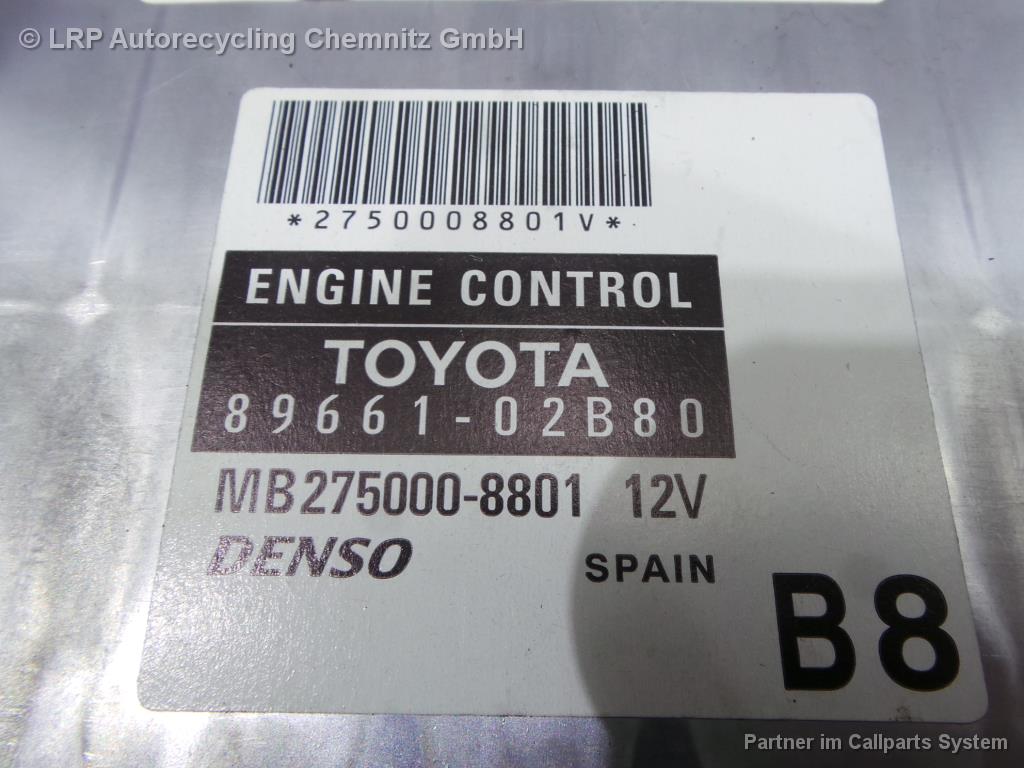 © LRP Autorecycling Chemnitz GmbH
*2750008801V*
ENGINE CONTROL
TOYOTA
89661-02B80
MB275000-8801 12V
DENSO SPAIN
B8
Partner im Callparts System